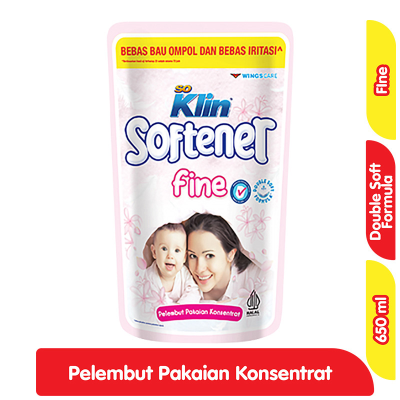 BEBAS BAU OMPOL DAN BEBAS IRITASI^
WINGS CARE
SO
Klin
Softener
fine
DOUBLE SOFT
FORMULA
Pelembut Pakaian Konsentrat
HALAL
Fine
Double Soft
Formula
650 ml
Pelembut Pakaian Konsentrat